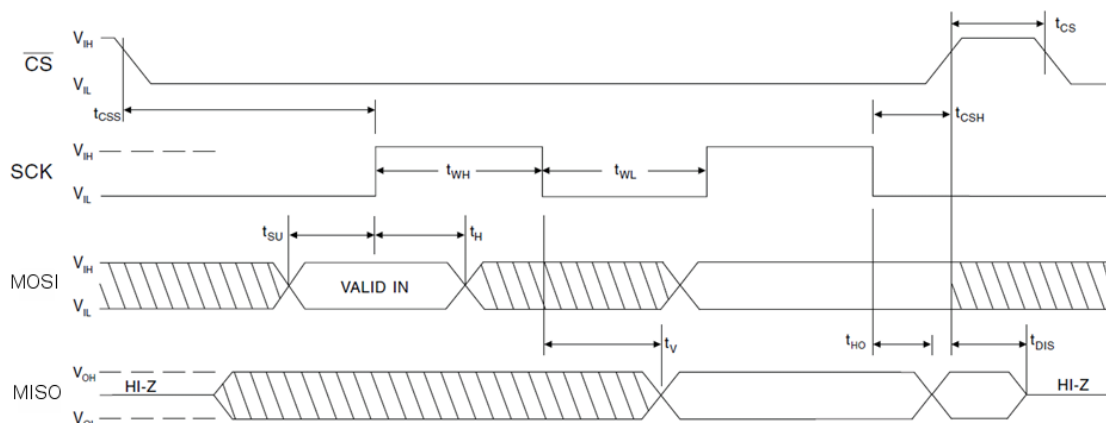 V_IH
CS
t_CS
V_IL
t_CSS
t_CSH
V_IH
SCK
t_WH
t_WL
V_IL
t_SU
t_H
V_IH
MOSI
VALID IN
V_IL
t_V
t_HO
t_DIS
V_OH
MISO
HI-Z
HI-Z